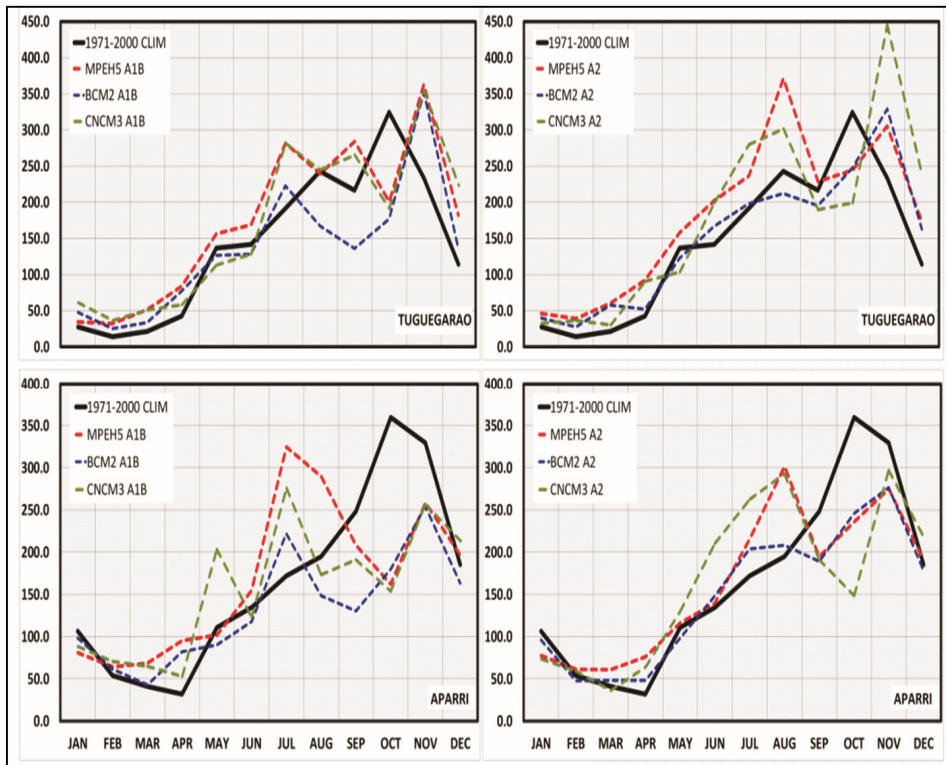 450.0
400.0
350.0
300.0
250.0
200.0
150.0
100.0
50.0
0.0
1971-2000 CLIM
MPEH5 A1B
BCM2 A1B
CNCM3 A1B
TUGUEGARAO
450.0
400.0
350.0
300.0
250.0
200.0
150.0
100.0
50.0
0.0
1971-2000 CLIM
MPEH5 A2
BCM2 A2
CNCM3 A2
TUGUEGARAO
400.0
350.0
300.0
250.0
200.0
150.0
100.0
50.0
0.0
1971-2000 CLIM
MPEH5 A1B
BCM2 A1B
CNCM3 A1B
APARRI
JAN FEB MAR APR MAY JUN JUL AUG SEP OCT NOV DEC
400.0
350.0
300.0
250.0
200.0
150.0
100.0
50.0
0.0
1971-2000 CLIM
MPEH5 A2
BCM2 A2
CNCM3 A2
APARRI
JAN FEB MAR APR MAY JUN JUL AUG SEP OCT NOV DEC